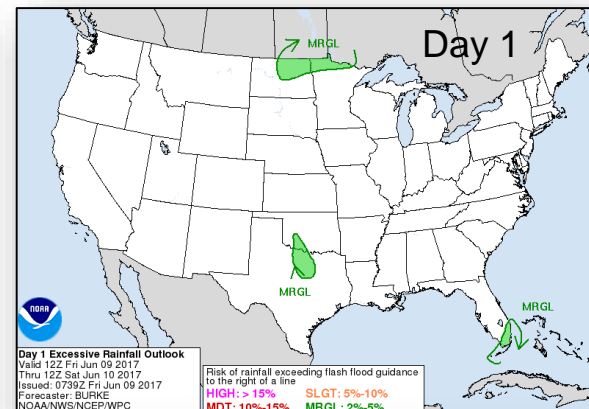 MRGL
Day 1
MRGL
MRGL
NOAA
Day 1 Excessive Rainfall Outlook
Valid 12Z Fri Jun 09 2017
Thru 12Z Sat Jun 10 2017
Issued: 0739Z Fri Jun 09 2017
Forecaster: BURKE
NOAA/NWS/NCEP/WPC
Risk of rainfall exceeding flash flood guidance
to the right of a line
HIGH: > 15% SLGT: 5%-10%
MDT: 10%-15% MRGL: 2%-5%